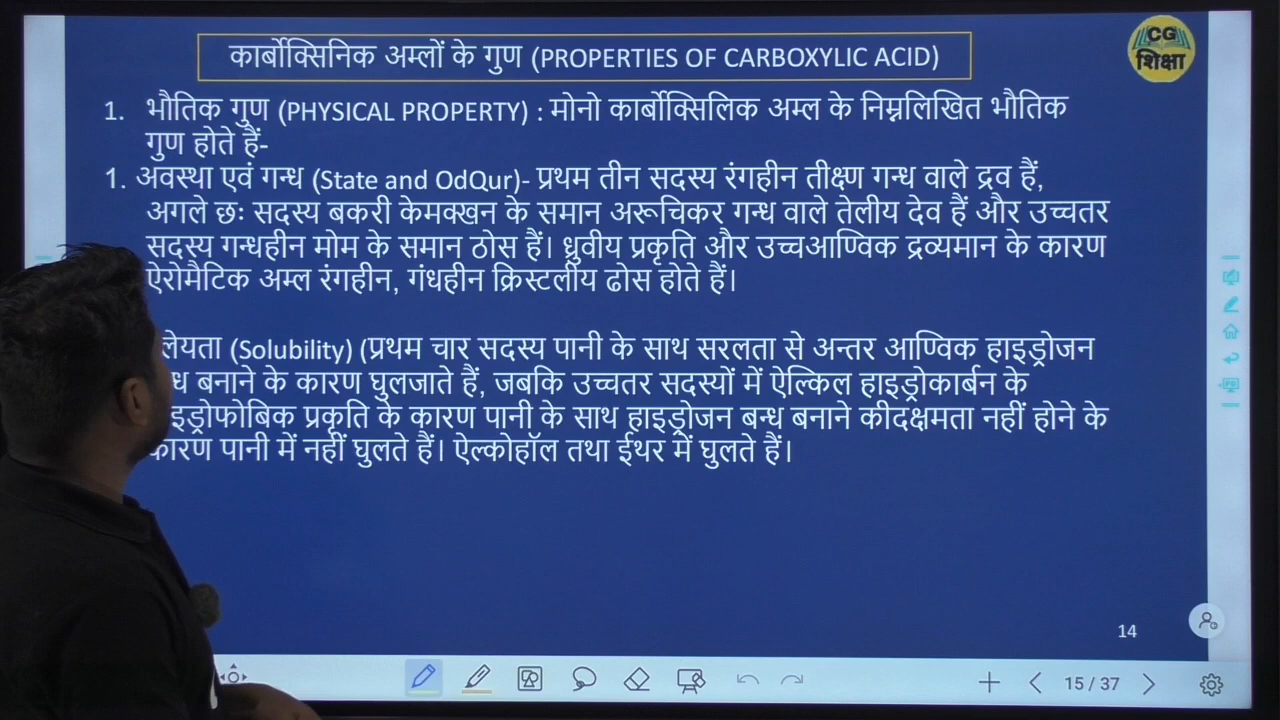 कार्बोक्सिनिक अम्लों के गुण (PROPERTIES OF CARBOXYLIC ACID)
CG
शिक्षा
1. भौतिक गुण (PHYSICAL PROPERTY) : मोनो कार्बोक्सिलिक अम्ल के निम्नलिखित भौतिक
गुण होते हैं-
1. अवस्था एवं गन्ध (State and OdQur)- प्रथम तीन सदस्य रंगहीन तीक्ष्ण गन्ध वाले द्रव हैं,
अगले छः सदस्य बकरी केमक्खन के समान अरूचिकर गन्ध वाले तेलीय देव हैं और उच्चतर
सदस्य गन्धहीन मोम के समान ठोस हैं। ध्रुवीय प्रकृति और उच्चआण्विक द्रव्यमान के कारण
ऐरोमैटिक अम्ल रंगहीन, गंधहीन क्रिस्टलीय ढोस होते हैं।
लेयता (Solubility) (प्रथम चार सदस्य पानी के साथ सरलता से अन्तर आण्विक हाइड्रोजन
ध बनाने के कारण घुलजाते हैं, जबकि उच्चतर सदस्यों में ऐल्किल हाइड्रोकार्बन के
इड्रोफोबिक प्रकृति के कारण पानी के साथ हाइड्रोजन बन्ध बनाने कीदक्षमता नहीं होने के
कारण पानी में नहीं घुलते हैं। ऐल्कोहॉल तथा ईथर में घुलते हैं।
14
15 / 37